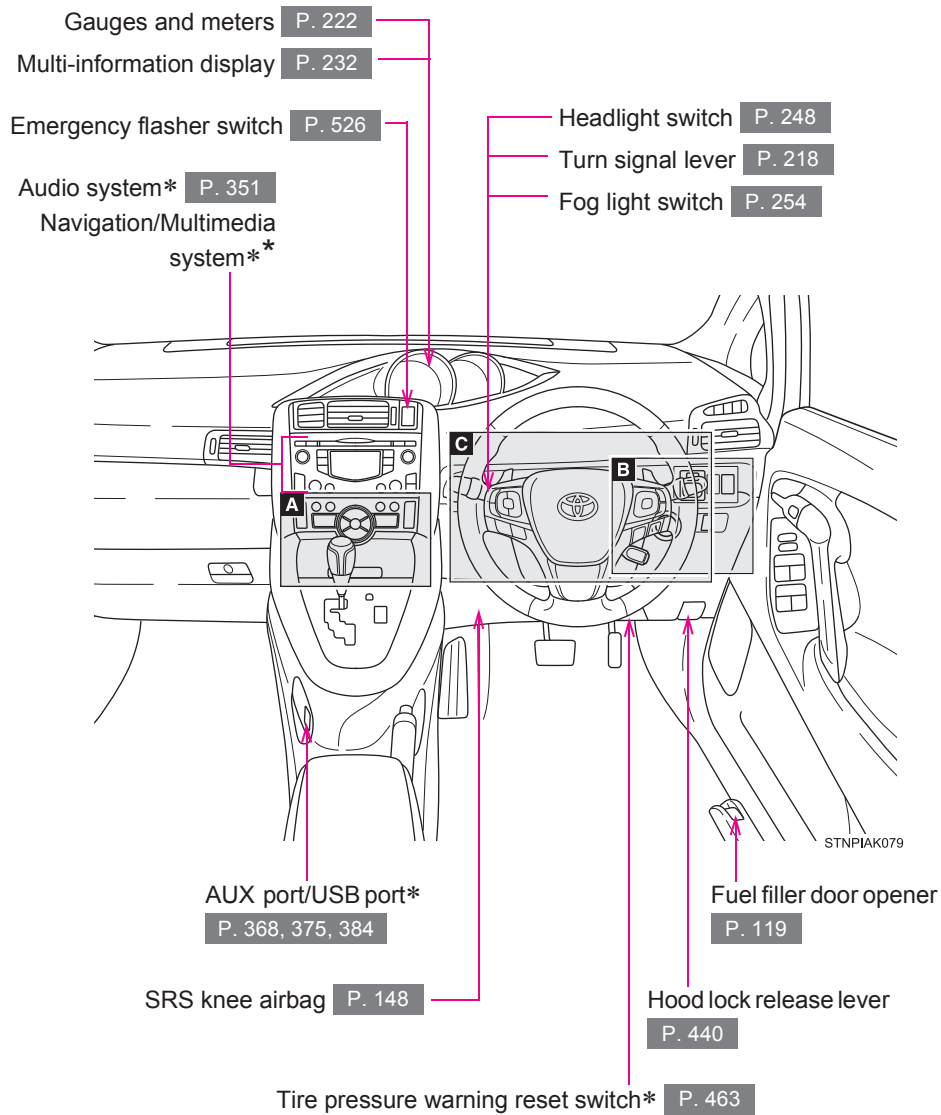 Gauges and meters P. 222
Multi-information display P. 232
Emergency flasher switch P. 526
Audio system* P. 351
Navigation/Multimedia
system**
Headlight switch P. 248
Turn signal lever P. 218
Fog light switch P. 254
C
B
A
STNPIAK079
AUX port/USB port*
P. 368, 375, 384
Fuel filler door opener
P. 119
SRS knee airbag P. 148
Hood lock release lever
P. 440
Tire pressure warning reset switch* P. 463